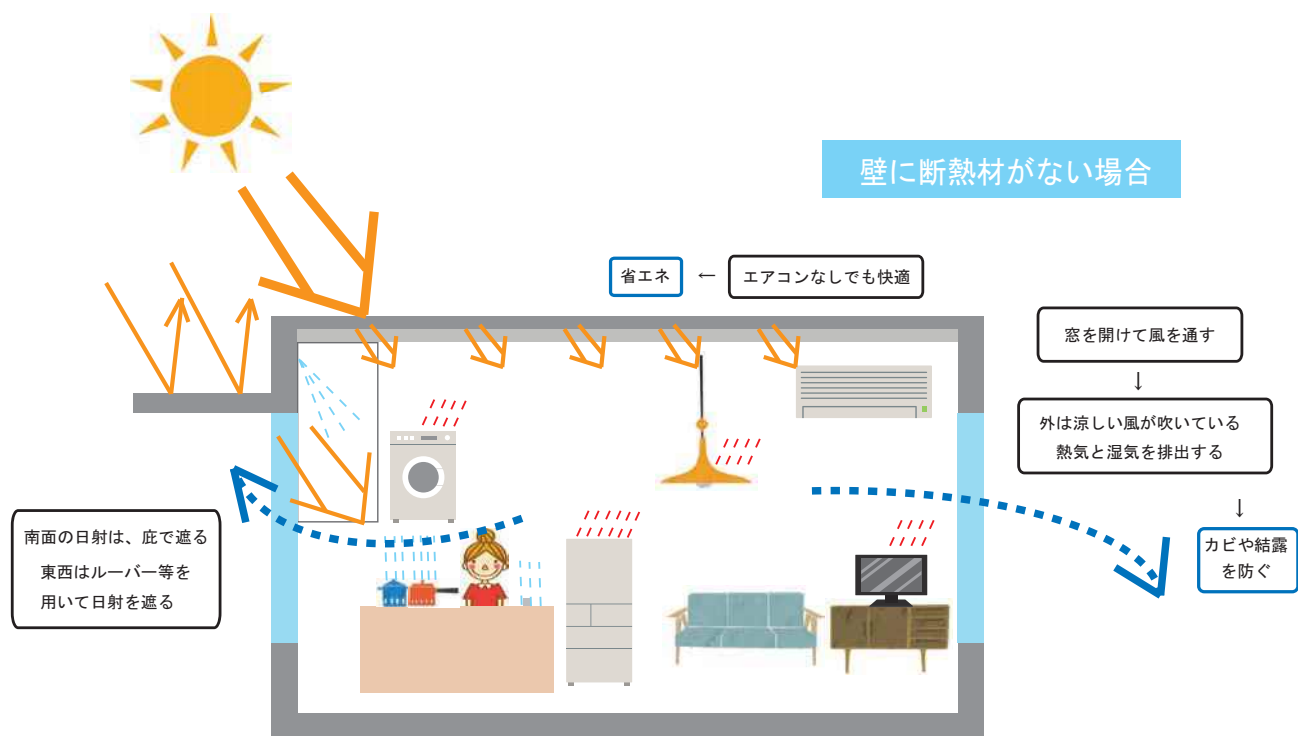 壁に断熱材がない場合
省エネ ← エアコンなしでも快適
窓を開けて風を通す
↓
外は涼しい風が吹いている
熱気と湿気を排出する
↓
カビや結露
を防ぐ
南面の日射は、庇で遮る
東西はルーバー等を
用いて日射を遮る